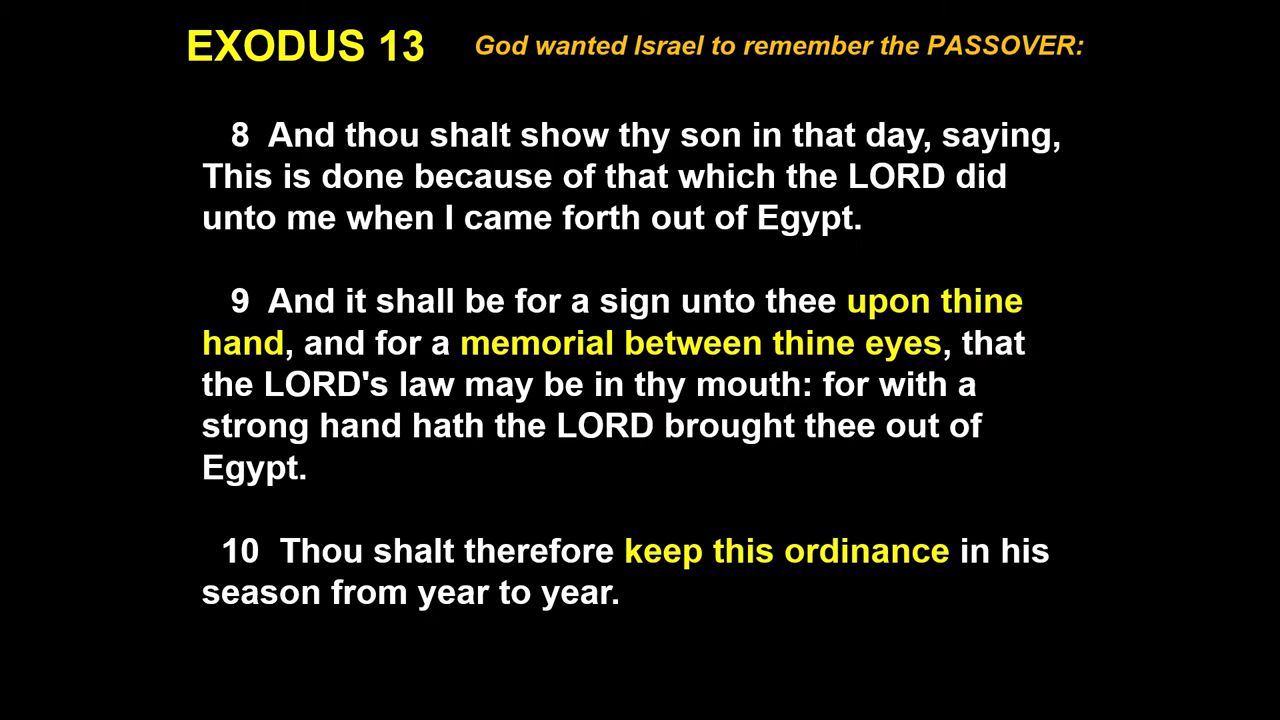 EXODUS 13 God wanted Israel to remember the PASSOVER:
8 And thou shalt show thy son in that day, saying,
This is done because of that which the LORD did
unto me when I came forth out of Egypt.
9 And it shall be for a sign unto thee upon thine
hand, and for a memorial between thine eyes, that
the LORD's law may be in thy mouth: for with a
strong hand hath the LORD brought thee out of
Egypt.
10 Thou shalt therefore keep this ordinance in his
season from year to year.